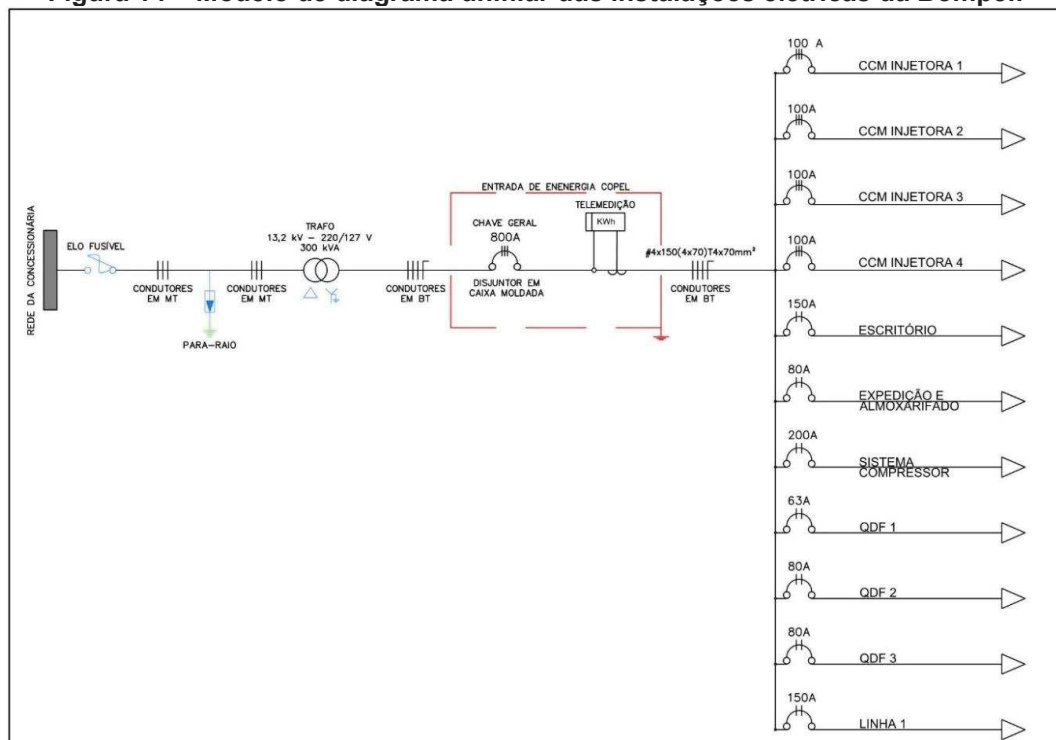 100 A
CCM INJETORA 1
100A
CCM INJETORA 2
100A
CCM INJETORA 3
100A
CCM INJETORA 4
150A
ESCRITÓRIO
80A
EXPEDIÇÃO E
ALMOXARIFADO
200A
SISTEMA
COMPRESSOR
63A
QDF 1
80A
QDF 2
80A
QDF 3
150A
LINHA 1
REDE DA CONCESSIONÁRIA
ELO FUSÍVEL
CONDUTORES
EM MT
PARA-RAIO
CONDUTORES
EM MT
TRAFO
13,2 kV - 220/127 V
300 kVA
CONDUTORES
EM BT
ENTRADA DE ENENERGIA COPEL
CHAVE GERAL
800A
DISJUNTOR EM
CAIXA MOLDADA
TELEMEDIÇÃO
KWh
#4x150(4x70)T4x70mm²
CONDUTORES
EM BT